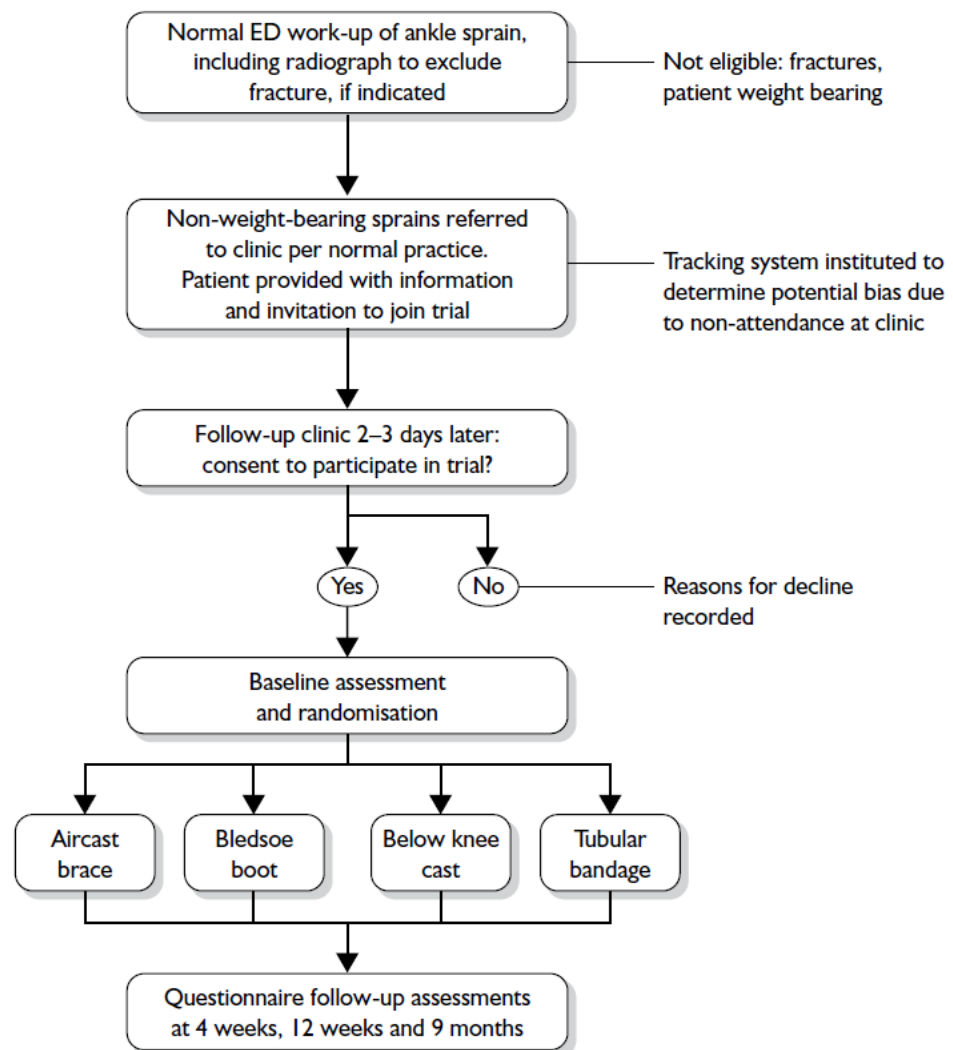 Normal ED work-up of ankle sprain,
including radiograph to exclude
fracture, if indicated
Not eligible: fractures,
patient weight bearing
Non-weight-bearing sprains referred
to clinic per normal practice.
Patient provided with information
and invitation to join trial
Tracking system instituted to
determine potential bias due
to non-attendance at clinic
Follow-up clinic 2–3 days later:
consent to participate in trial?
Yes
No
Reasons for decline
recorded
Baseline assessment
and randomisation
Aircast
brace
Bledsoe
boot
Below knee
cast
Tubular
bandage
Questionnaire follow-up assessments
at 4 weeks, 12 weeks and 9 months